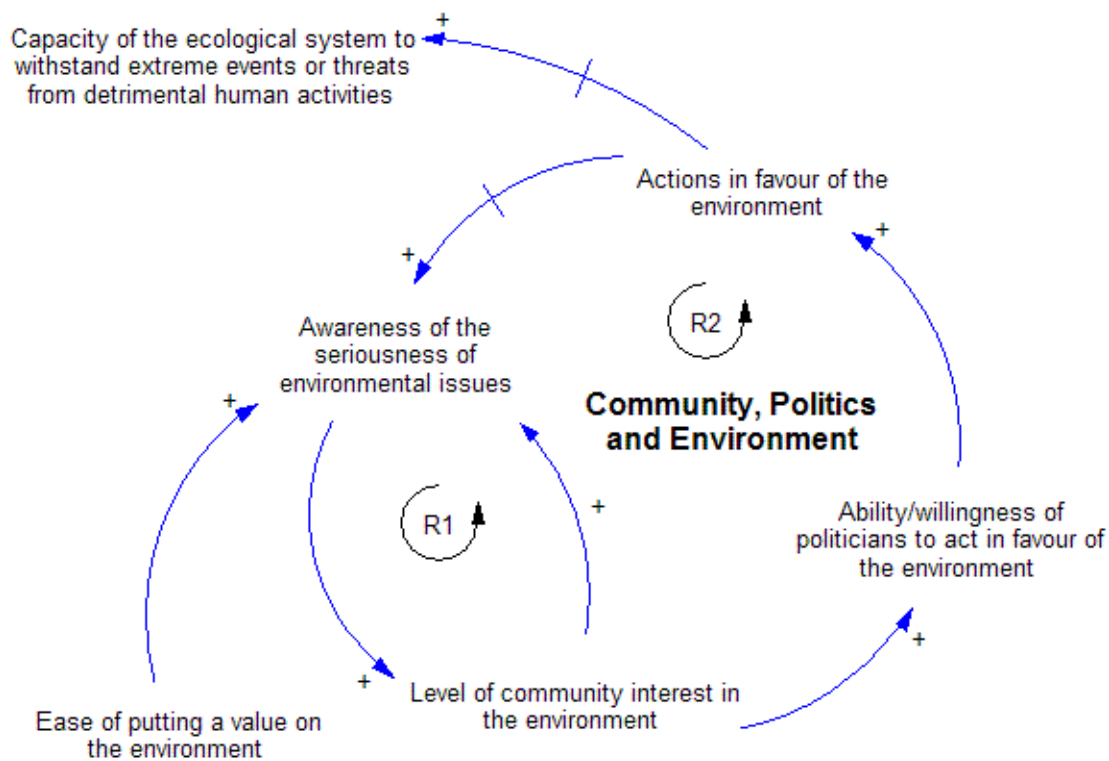 +
Capacity of the ecological system to
withstand extreme events or threats
from detrimental human activities
Actions in favour of the
environment
+
+
R2
Awareness of the
seriousness of
environmental issues
+
Community, Politics
and Environment
R1
+
Ability/willingness of
politicians to act in favour of
the environment
+
+
Level of community interest in
the environment
Ease of putting a value on
the environment